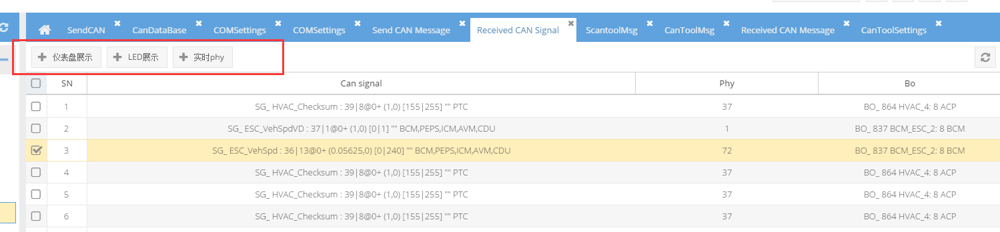 SendCAN CanDataBase COMSettings COMSettings Send CAN Message Received CAN Signal ScantoolMsg CanToolMsg Received CAN Message CanToolSettings
仪表盘展示 LED展示 实时phy
SN Can signal Phy Bo
1 SG_ HVAC_Checksum : 39|8@0+ (1,0) [155|255] "" PTC 37 BO_ 864 HVAC_4: 8 ACP
2 SG_ ESC_VehSpdVD : 37|1@0+ (1,0) [0|1] "" BCM,PEPS,ICM,AVM,CDU 1 BO_ 837 BCM_ESC_2: 8 BCM
3 SG_ ESC_VehSpd : 36|13@0+ (0.05625,0) [0|240] "" BCM,PEPS,ICM,AVM,CDU 72 BO_ 837 BCM_ESC_2: 8 BCM
4 SG_ HVAC_Checksum : 39|8@0+ (1,0) [155|255] "" PTC 37 BO_ 864 HVAC_4: 8 ACP
5 SG_ HVAC_Checksum : 39|8@0+ (1,0) [155|255] "" PTC 37 BO_ 864 HVAC_4: 8 ACP
6 SG_ HVAC_Checksum : 39|8@0+ (1,0) [155|255] "" PTC 37 BO_ 864 HVAC_4: 8 ACP